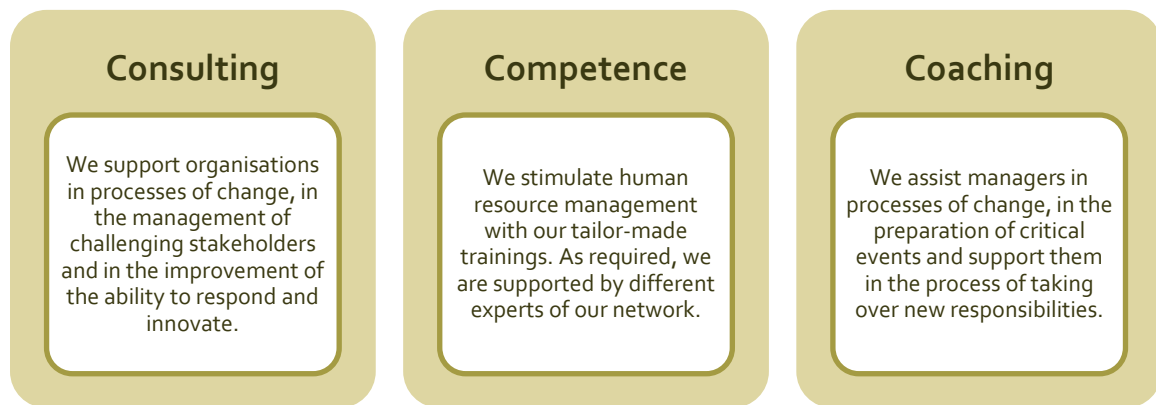 Consulting
We support organisations
in processes of change, in
the management of
challenging stakeholders
and in the improvement of
the ability to respond and
innovate.
Competence
We stimulate human
resource management
with our tailor-made
trainings. As required, we
are supported by different
experts of our network.
Coaching
We assist managers in
processes of change, in the
preparation of critical
events and support them
in the process of taking
over new responsibilities.